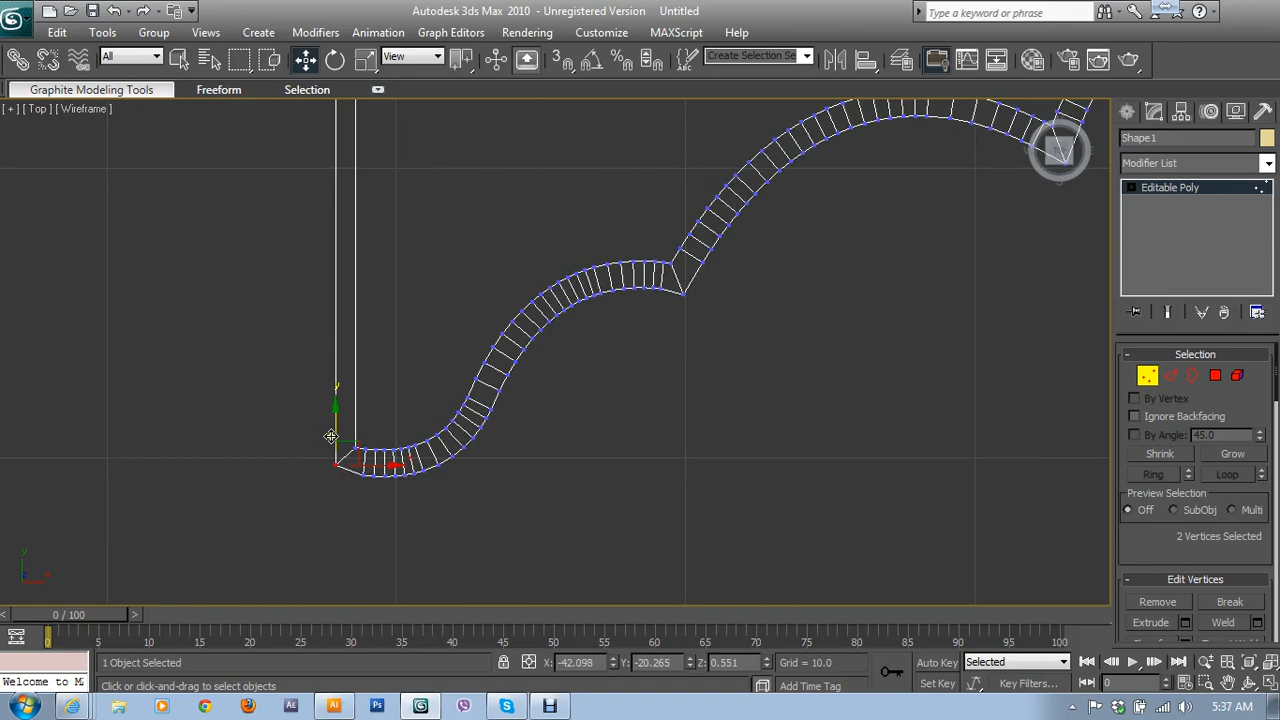 Autodesk 3ds Max 2010 - Unregistered Version Untitled
Type a keyword or phrase
Edit Tools Group Views Create Modifiers Animation Graph Editors Rendering Customize MAXScript Help
All View Create Selection Se
Graphite Modeling Tools Freeform Selection
[ + ] [ Top ] [ Wireframe ]
Shape1
Modifier List
Editable Poly
Selection
By Vertex
Ignore Backfacing
By Angle: 45.0
Shrink Grow
Ring Loop
Preview Selection
Off SubObj Multi
2 Vertices Selected
Edit Vertices
Remove Break
Extrude Weld
y
y
x
0 / 100
0 5 10 15 20 25 30 35 40 45 50 55 60 65 70 75 80 85 90 95 100
1 Object Selected X: -42.098 Y: -20.265 Z: 0.551 Grid = 10.0 Auto Key Selected
Welcome to M Click or click-and-drag to select objects Add Time Tag Set Key Key Filters... 0
5:37 AM